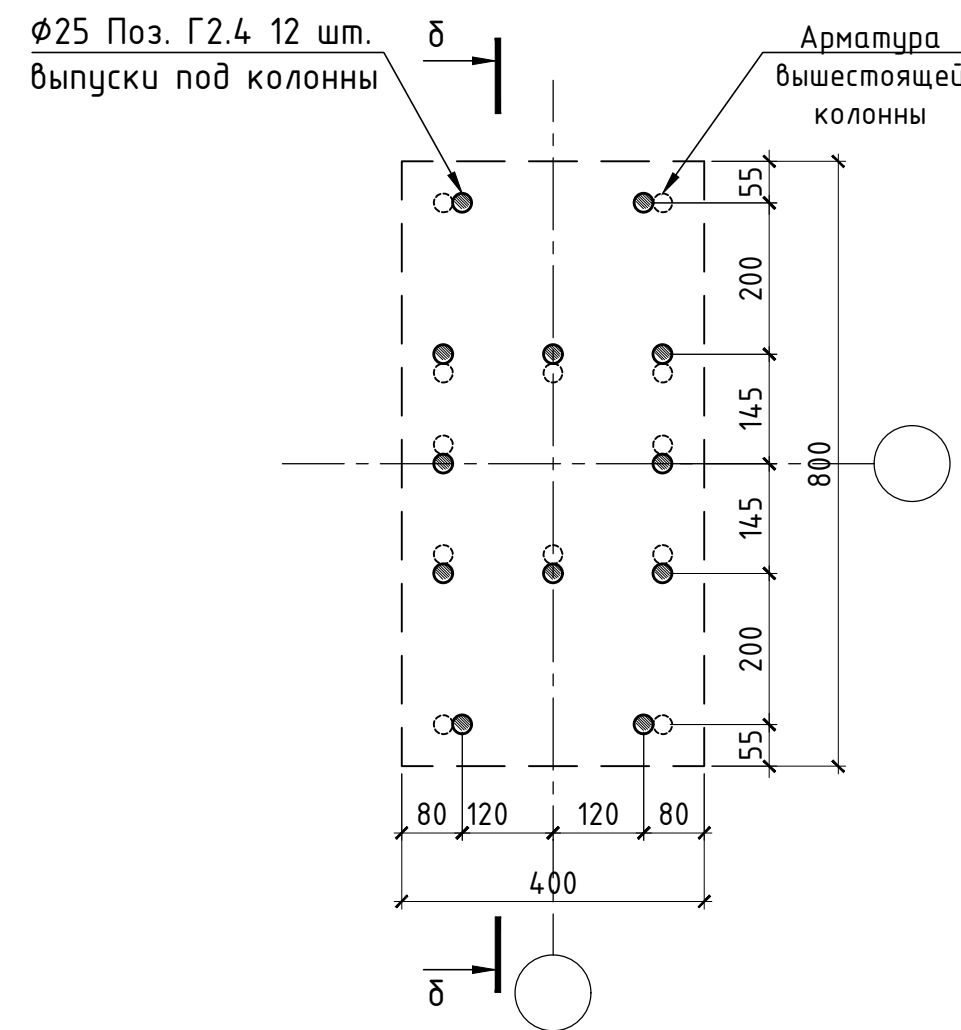 Ø25 Поз. Г2.4 12 шт.
выпуски под колонны
δ
Арматура
вышестоящей
колонны
55
200
145
800
145
200
55
80 120 120 80
400
δ